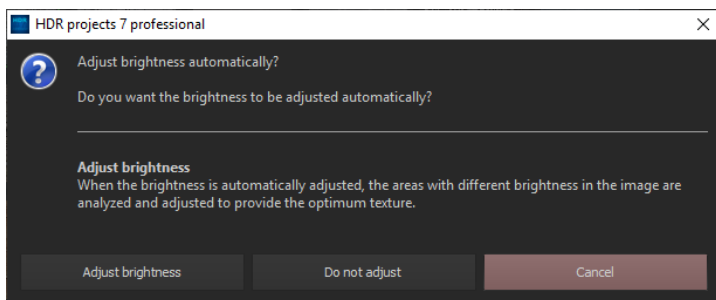 HDR projects 7 professional
Adjust brightness automatically?
Do you want the brightness to be adjusted automatically?
Adjust brightness
When the brightness is automatically adjusted, the areas with different brightness in the image are
analyzed and adjusted to provide the optimum texture.
Adjust brightness
Do not adjust
Cancel